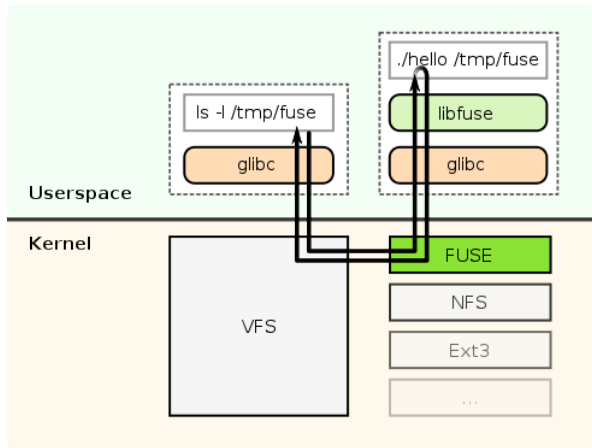 ./hello /tmp/fuse
ls -l /tmp/fuse
libfuse
glibc
glibc
Userspace
Kernel
FUSE
NFS
VFS
Ext3
...